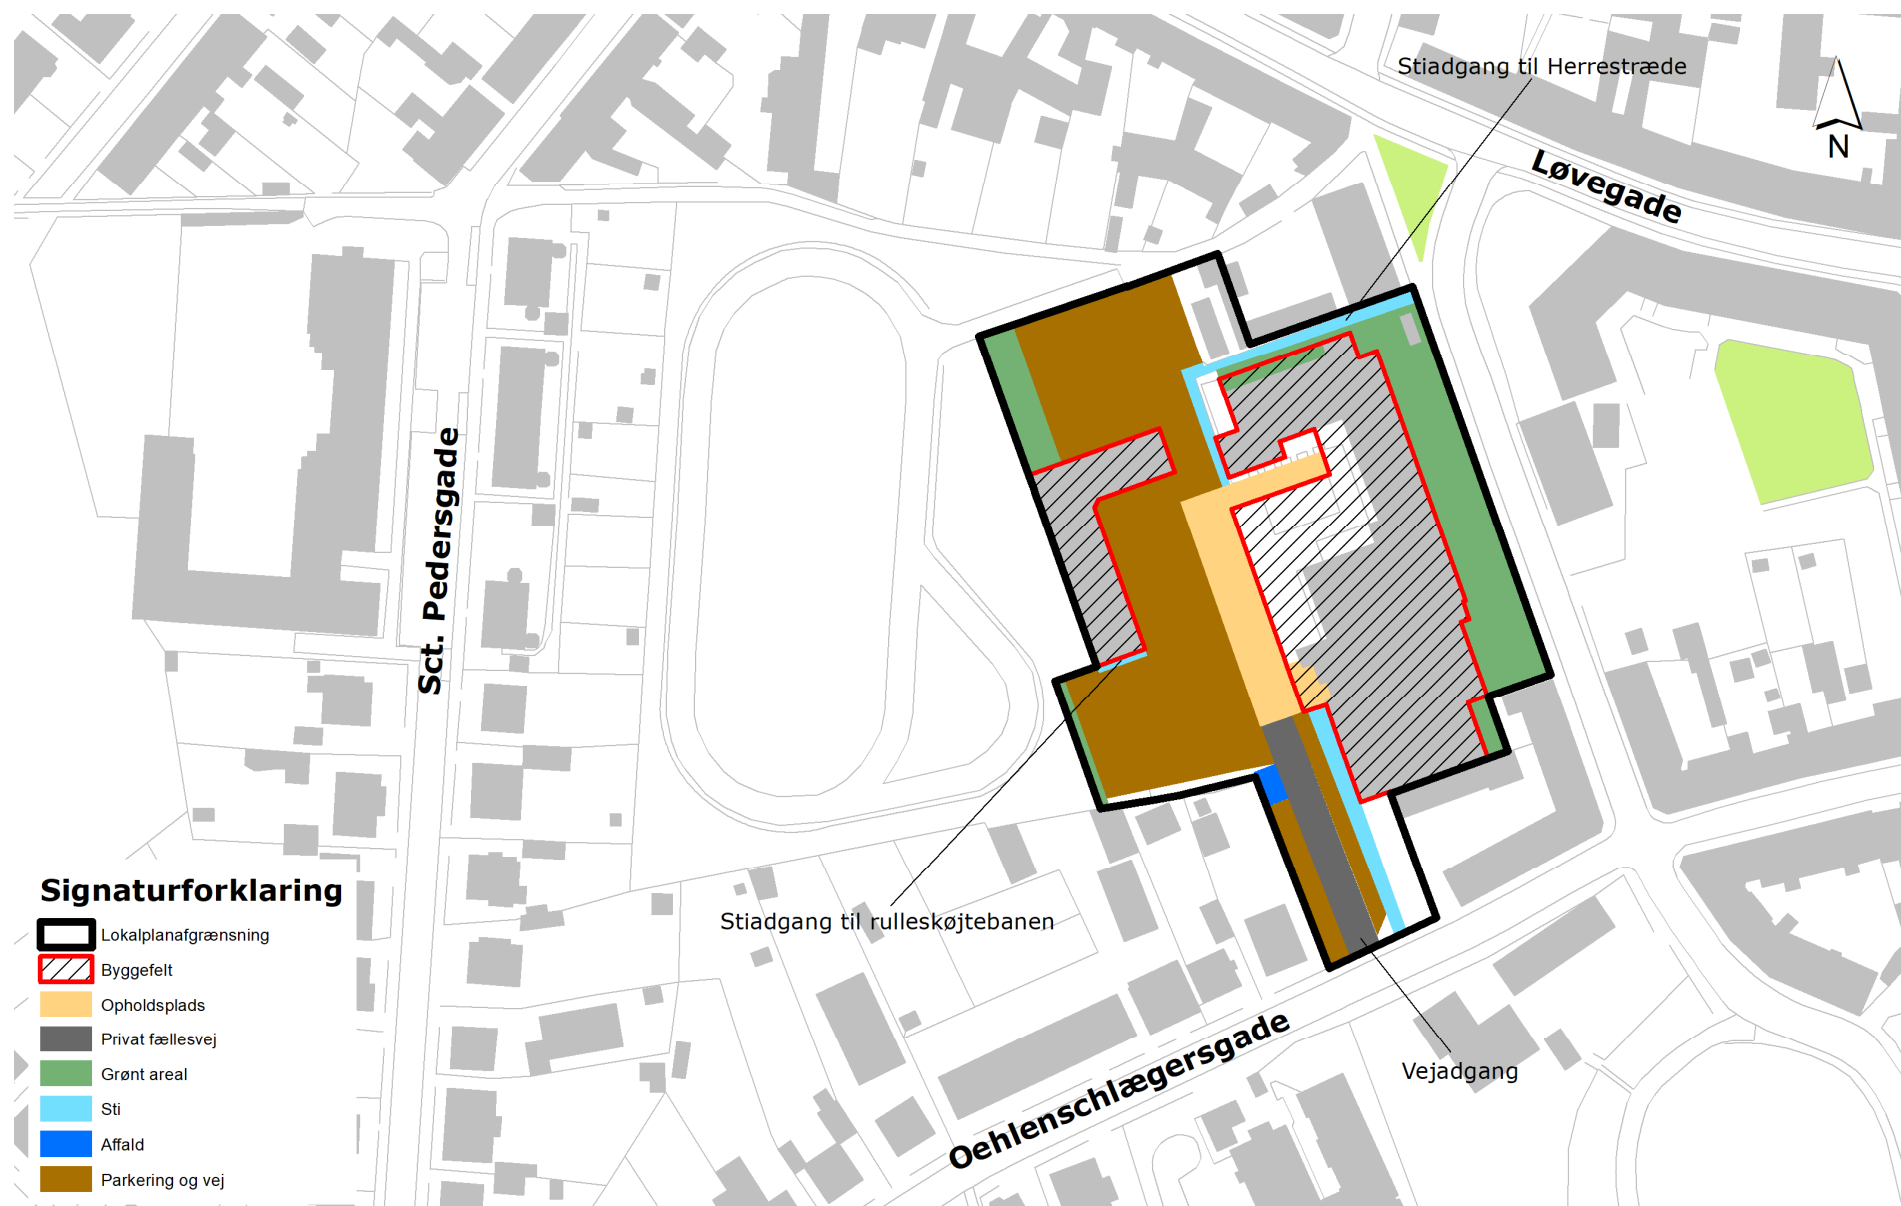 Stiadgang til Herrestræde
N
Løvegade
Sct. Pedersgade
Stiadgang til rulleskøjtebanen
Vejadgang
Oehlenschlægersgade
Signaturforklaring
Lokalplanafgrænsning
Byggefelt
Opholdsplads
Privat fællesvej
Grønt areal
Sti
Affald
Parkering og vej